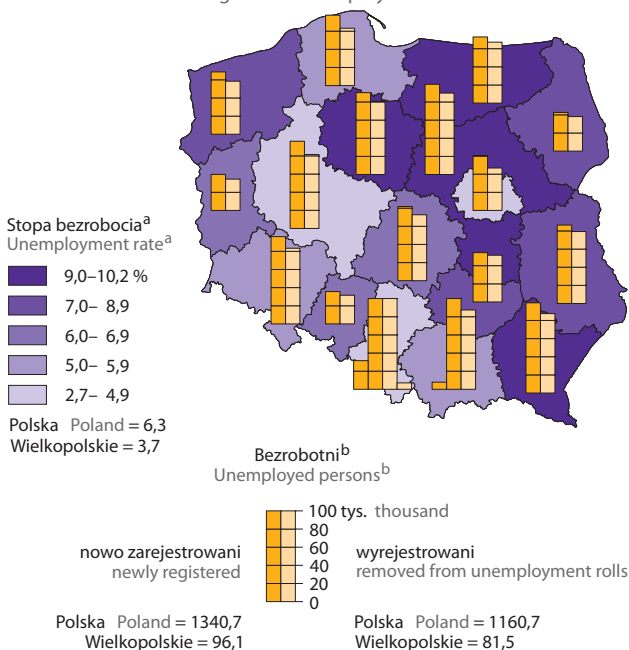 Stopa bezrobocia a
Unemployment rate a
9,0–10,2 %
7,0– 8,9
6,0– 6,9
5,0– 5,9
2,7– 4,9
Polska Poland = 6,3
Wielkopolskie = 3,7
Bezrobotni b
Unemployed persons b
100 tys. thousand
80
60
40
20
0
nowo zarejestrowani
newly registered
wyrejestrowani
removed from unemployment rolls
Polska Poland = 1340,7
Wielkopolskie = 96,1
Polska Poland = 1160,7
Wielkopolskie = 81,5